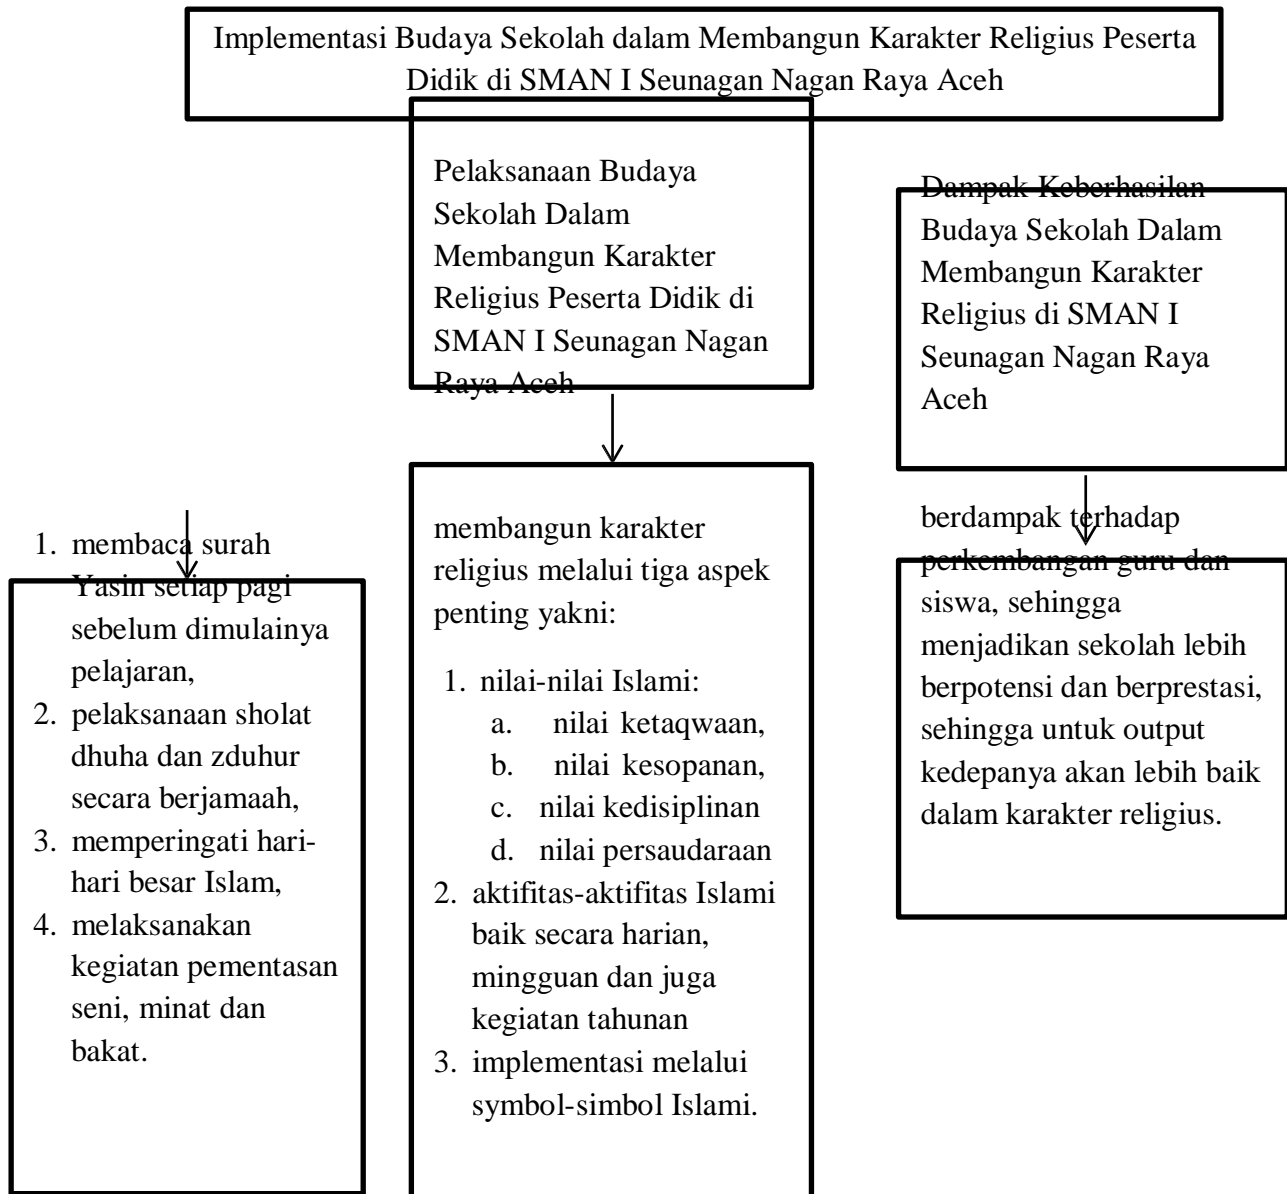 Implementasi Budaya Sekolah dalam Membangun Karakter Religius Peserta
Didik di SMAN I Seunagan Nagan Raya Aceh
Pelaksanaan Budaya
Sekolah Dalam
Membangun Karakter
Religius Peserta Didik di
SMAN I Seunagan Nagan
Raya Aceh
Dampak Keberhasilan
Budaya Sekolah Dalam
Membangun Karakter
Religius di SMAN I
Seunagan Nagan Raya
Aceh
1. membaca surah
Yasin setiap pagi
sebelum dimulainya
pelajaran,
2. pelaksanaan sholat
dhuha dan zduhur
secara berjamaah,
3. memperingati hari-
hari besar Islam,
4. melaksanakan
kegiatan pementasan
seni, minat dan
bakat.
membangun karakter
religius melalui tiga aspek
penting yakni:
1. nilai-nilai Islami:
a. nilai ketaqwaan,
b. nilai kesopanan,
c. nilai kedisiplinan
d. nilai persaudaraan
2. aktifitas-aktifitas Islami
baik secara harian,
mingguan dan juga
kegiatan tahunan
3. implementasi melalui
symbol-simbol Islami.
berdampak terhadap
perkembangan guru dan
siswa, sehingga
menjadikan sekolah lebih
berpotensi dan berprestasi,
sehingga untuk output
kedepanya akan lebih baik
dalam karakter religius.